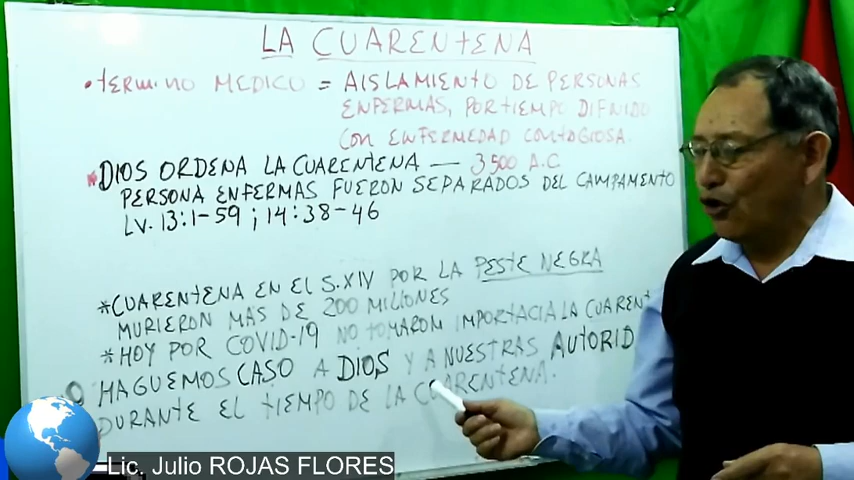 LA CUARENTENA
•TERMINO MEDICO = AISLAMIENTO DE PERSONAS
ENFERMAS, POR TIEMPO DIFNIDO
CON ENFERMEDAD CONTAGIOSA.
*DIOS ORDENA LA CUARENTENA — 3500 A.C
PERSONA ENFERMAS FUERON SEPARADOS DEL CAMPAMENTO
LV. 13:1-59 ; 14:38-46
*CUARENTENA EN EL S.XIV POR LA PESTE NEGRA
MURIERON MAS DE 200 MILLONES
*HOY POR COVID-19 NO TOMAROM IMPORTACIA LA CUARENT
HAGUEMOS CASO A DIOS Y A NUESTRAS AUTORID
DURANTE EL TIEMPO DE LA CUARENTENA.
Lic. Julio ROJAS FLORES